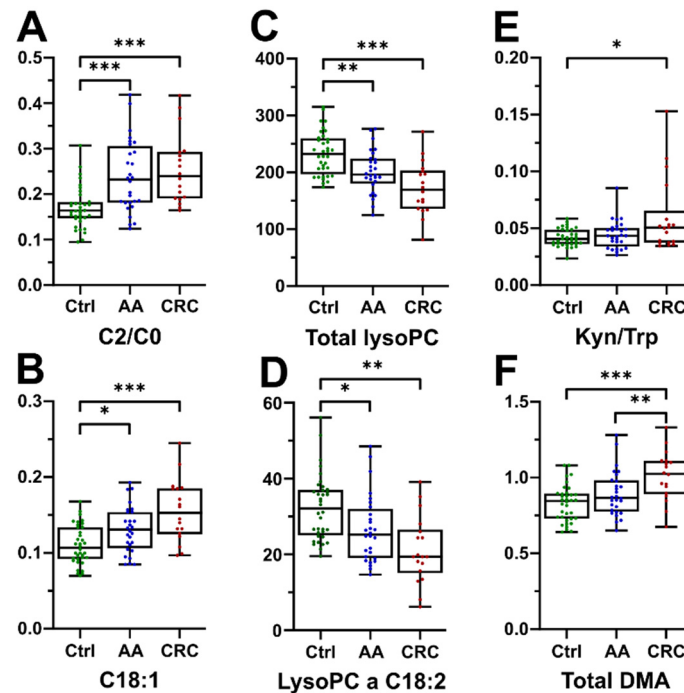 A
***
***
0.5
0.4
0.3
0.2
0.1
0.0
Ctrl AA CRC
C2/C0
C
***
**
400
300
200
100
0
Ctrl AA CRC
Total lysoPC
E
*
0.20
0.15
0.10
0.05
0.00
Ctrl AA CRC
Kyn/Trp
B
***
*
0.3
0.2
0.1
0.0
Ctrl AA CRC
C18:1
D
**
*
60
40
20
0
Ctrl AA CRC
LysoPC a C18:2
F
***
**
1.5
1.0
0.5
0.0
Ctrl AA CRC
Total DMA